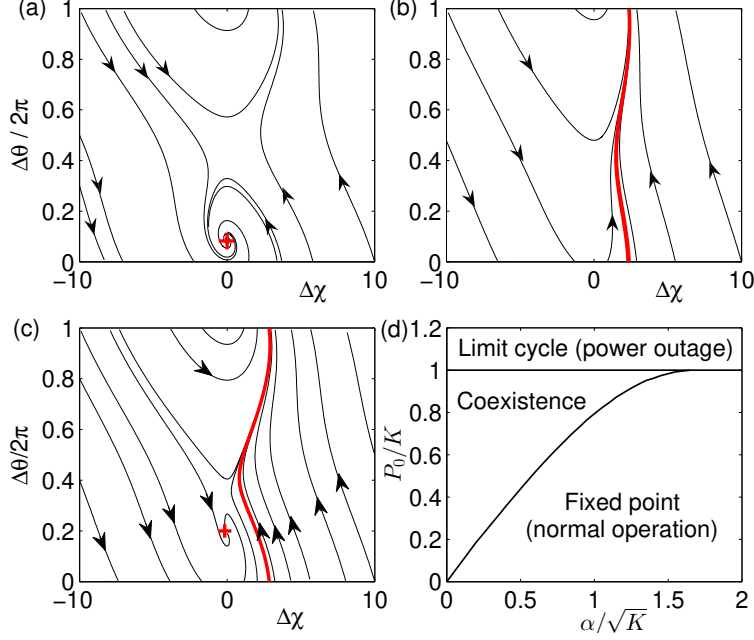 (a)
1
0.8
0.6
0.4
0.2
0
Δθ / 2π
−10
0
Δχ
10
(b)
1
0.8
0.6
0.4
0.2
0
−10
0
Δχ
10
(c)
1
0.8
0.6
0.4
0.2
0
Δθ/2π
−10
0
Δχ
10
(d)
1.2
1
0.8
0.6
0.4
0.2
0
P₀/K
Limit cycle (power outage)
Coexistence
Fixed point
(normal operation)
0
0.5
1
1.5
2
α/√K